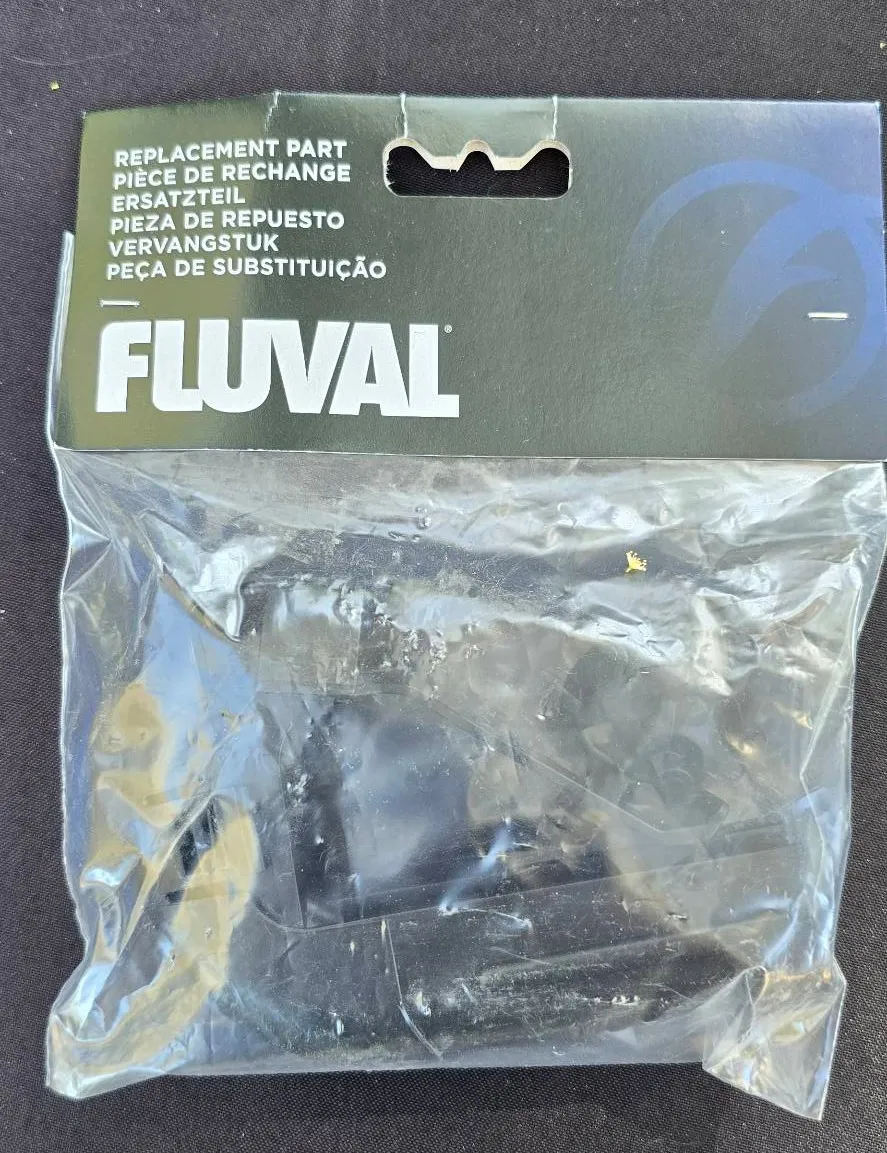 REPLACEMENT PART
PIÈCE DE RECHANGE
ERSATZTEIL
PIEZA DE REPUESTO
VERVANGSTUK
PEÇA DE SUBSTITUIÇÃO
FLUVAL®